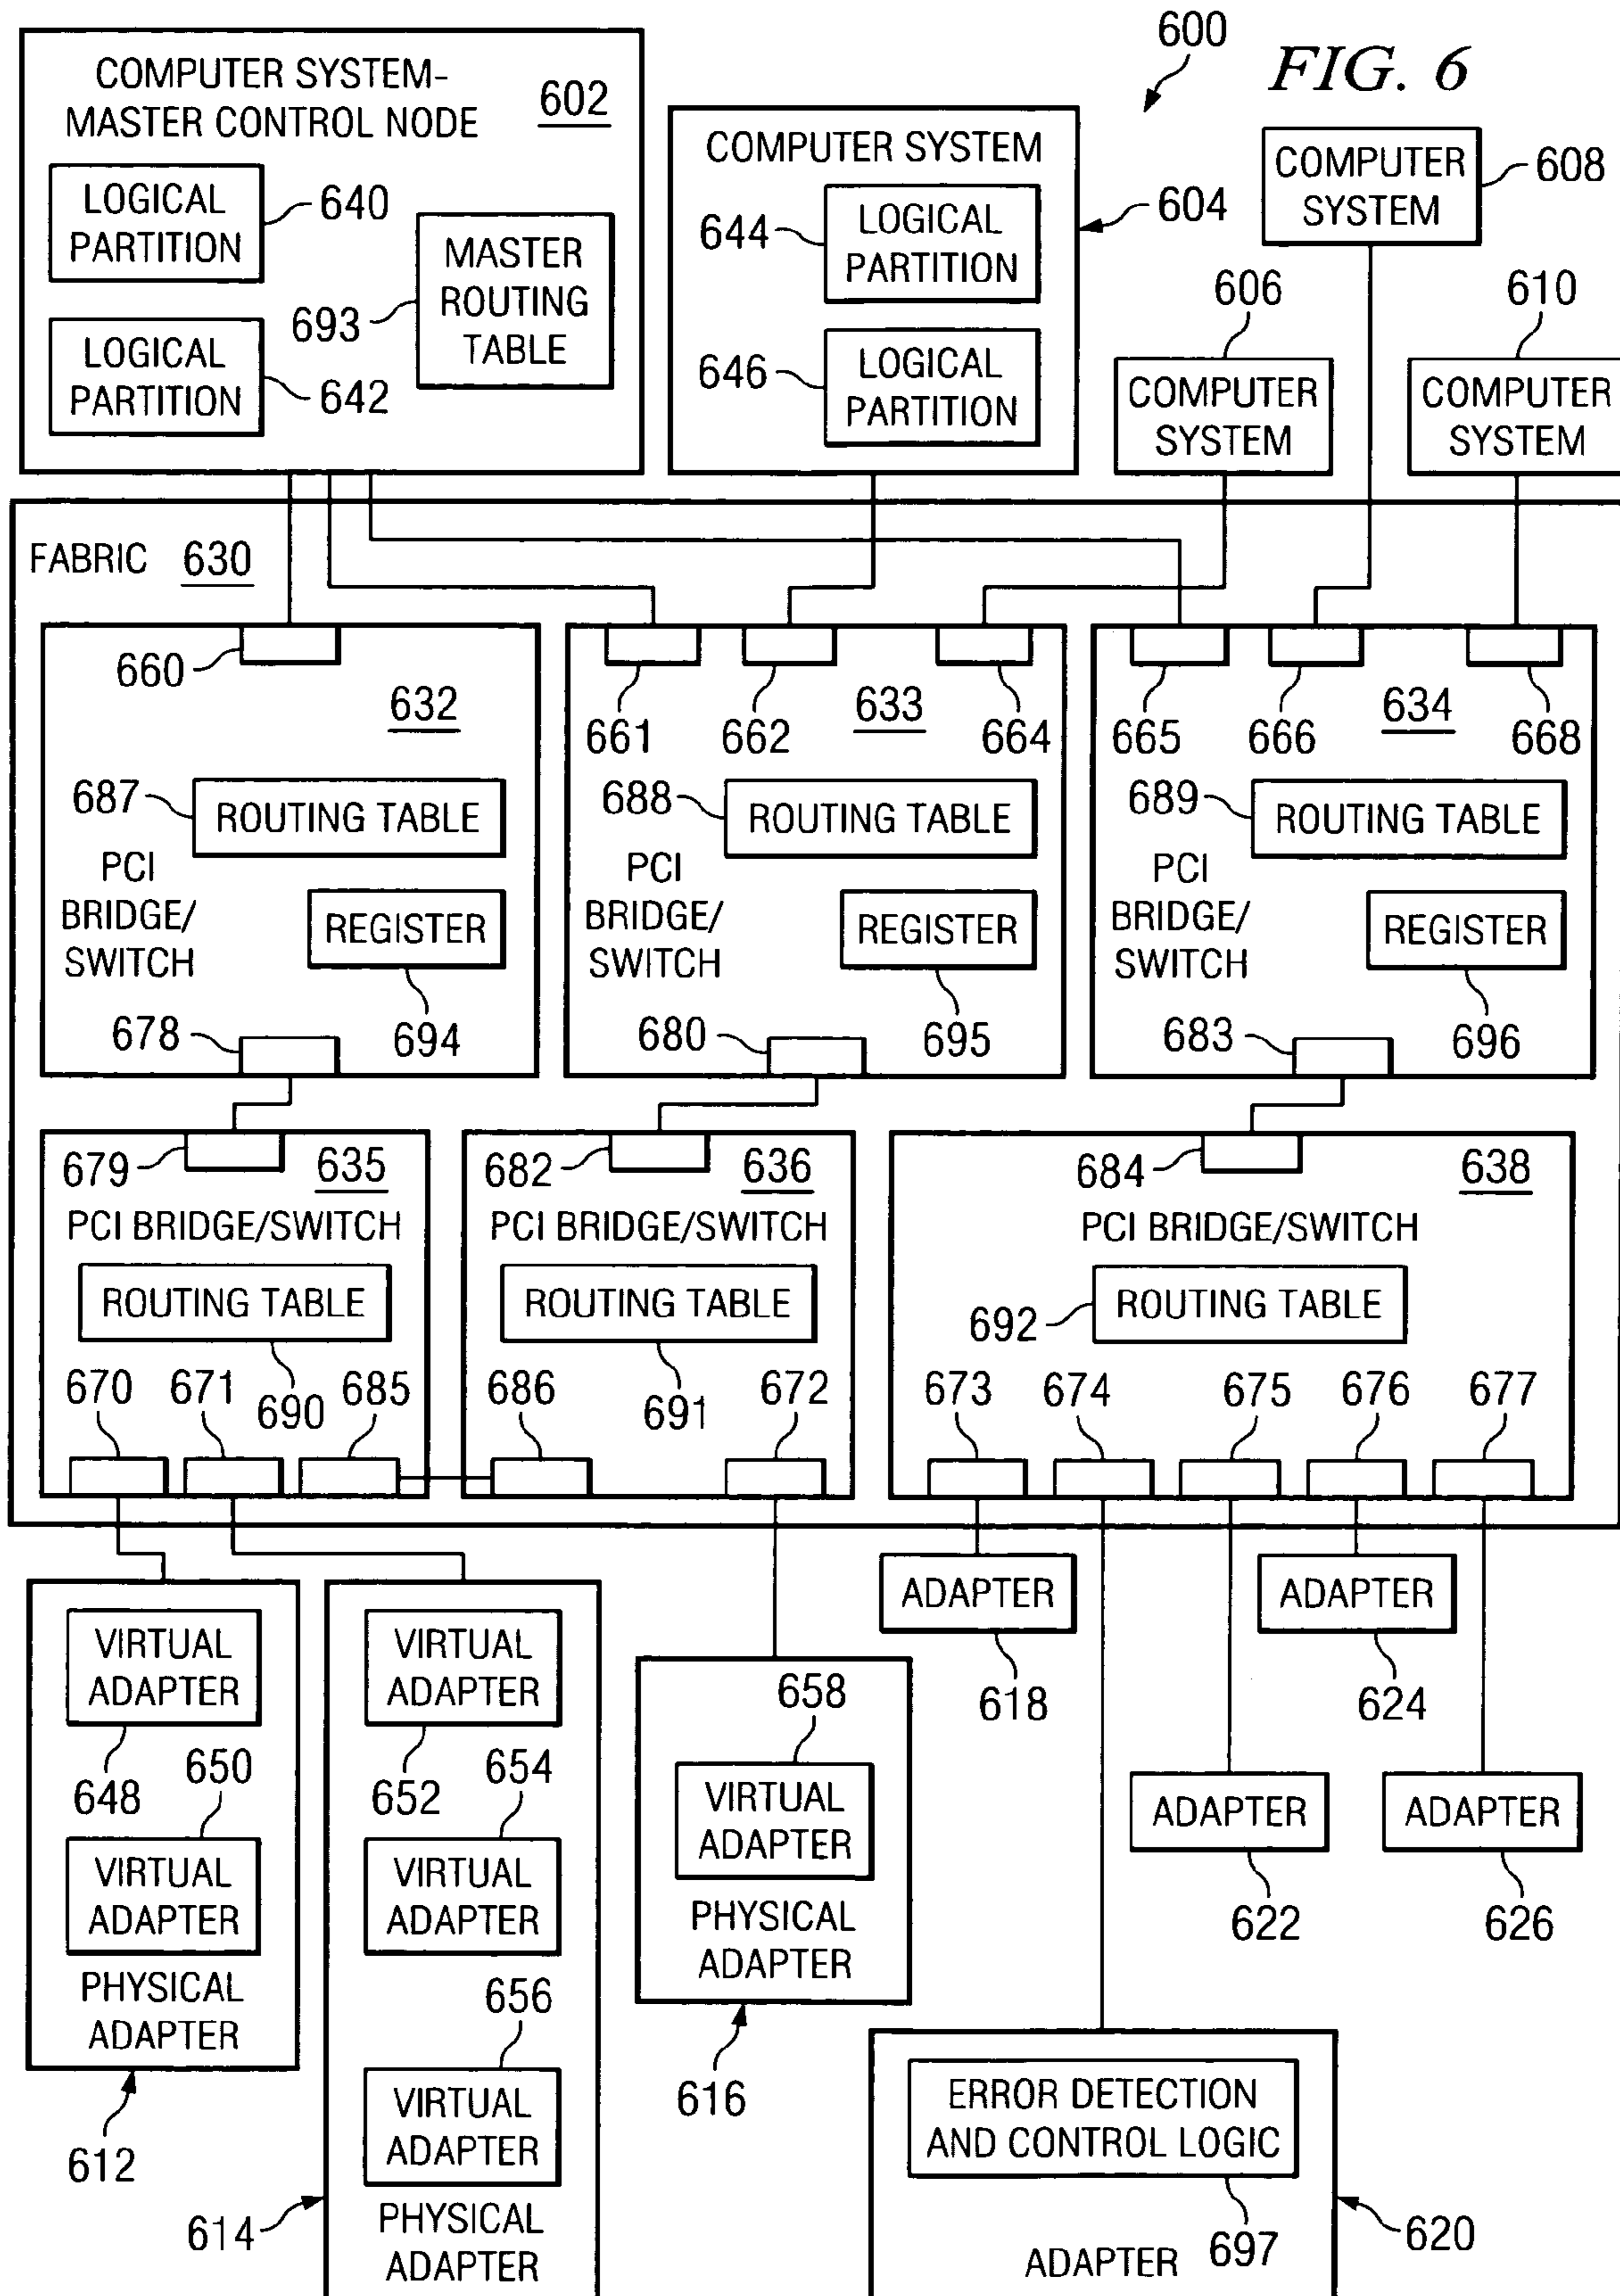 600
FIG. 6
COMPUTER SYSTEM-
MASTER CONTROL NODE
602
LOGICAL
PARTITION
640
MASTER
ROUTING
TABLE
693
LOGICAL
PARTITION
642
COMPUTER SYSTEM
604
644
LOGICAL
PARTITION
646
LOGICAL
PARTITION
COMPUTER
SYSTEM
608
606
COMPUTER
SYSTEM
610
COMPUTER
SYSTEM
FABRIC 630
660
632
687
ROUTING TABLE
PCI
BRIDGE/
SWITCH
REGISTER
694
678
661
662
633
664
688
ROUTING TABLE
PCI
BRIDGE/
SWITCH
REGISTER
695
680
665
666
634
668
689
ROUTING TABLE
PCI
BRIDGE/
SWITCH
REGISTER
696
683
679
635
PCI BRIDGE/SWITCH
ROUTING TABLE
670
671
690
685
682
636
PCI BRIDGE/SWITCH
ROUTING TABLE
686
691
672
684
638
PCI BRIDGE/SWITCH
692
ROUTING TABLE
673
674
675
676
677
VIRTUAL
ADAPTER
648
650
VIRTUAL
ADAPTER
PHYSICAL
ADAPTER
612
VIRTUAL
ADAPTER
652
654
VIRTUAL
ADAPTER
656
VIRTUAL
ADAPTER
PHYSICAL
ADAPTER
614
658
VIRTUAL
ADAPTER
PHYSICAL
ADAPTER
616
ADAPTER
618
ADAPTER
624
ADAPTER
622
ADAPTER
626
ERROR DETECTION
AND CONTROL LOGIC
697
ADAPTER
620